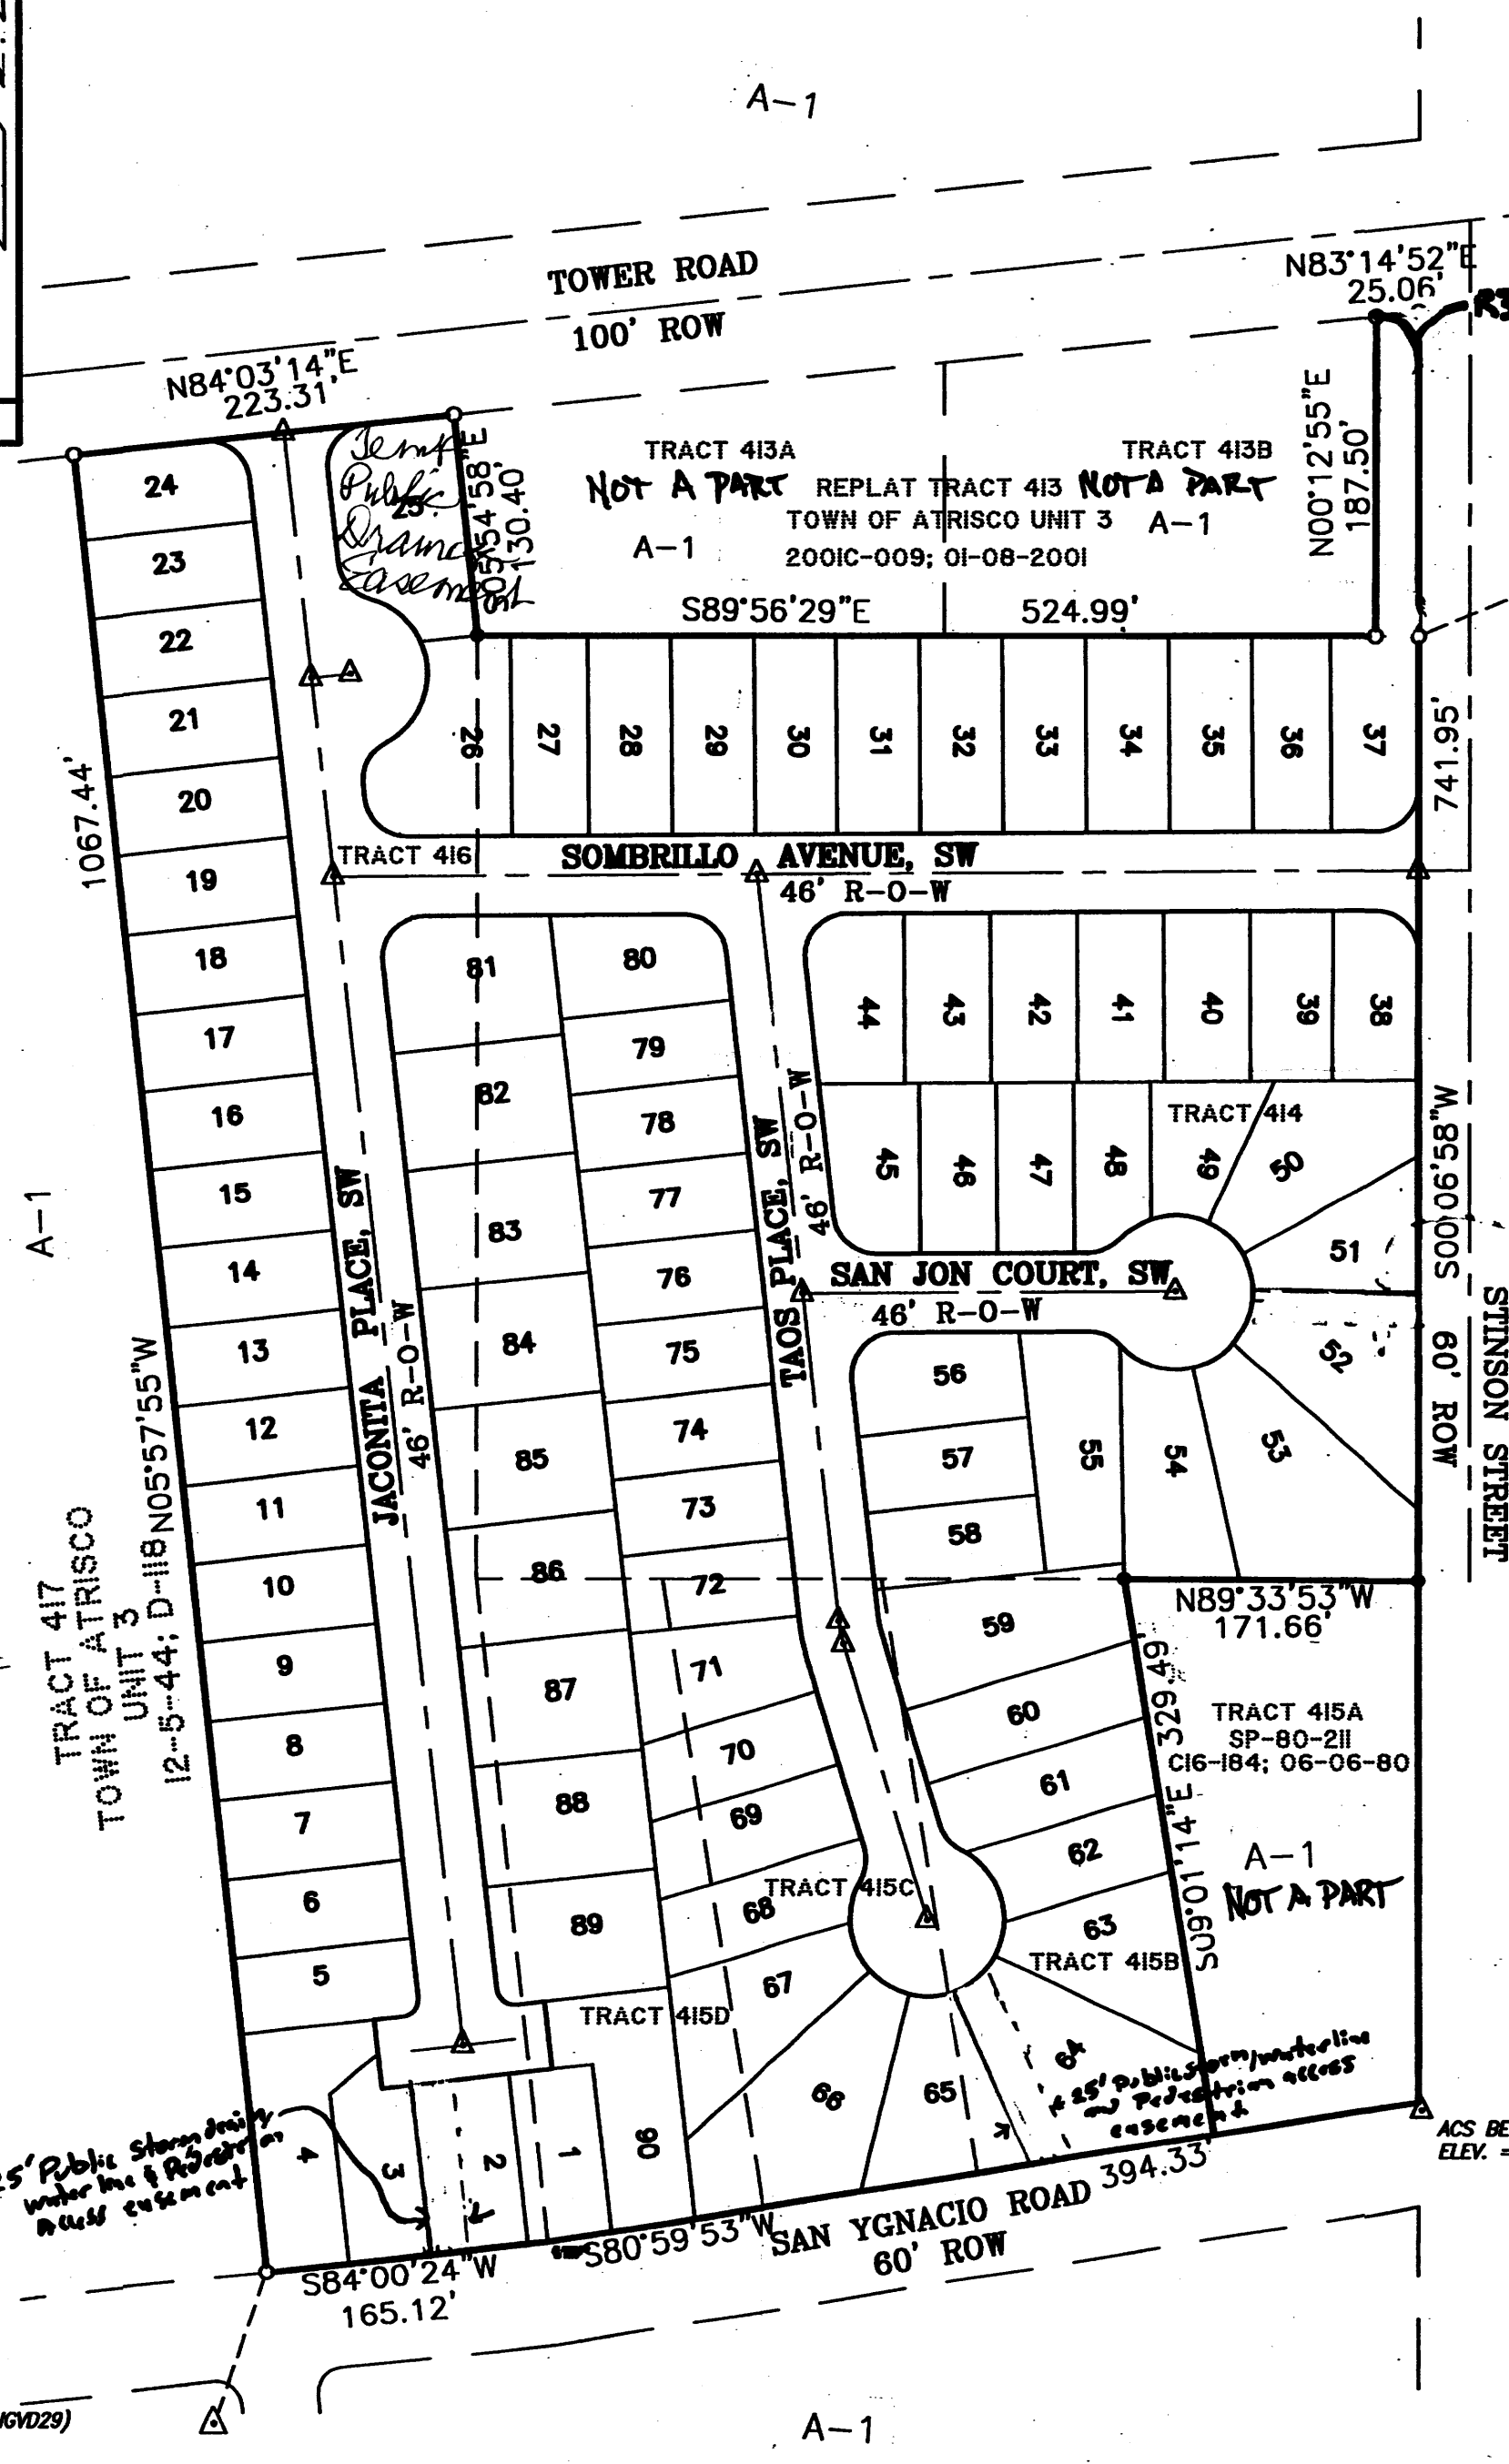 A-1
TOWER ROAD
100' ROW
N83°14'52"E
25.06'
N84°03'14"E
223.31'
Temp
Public
25'
Drainc
Easement
S05°54'58"E
130.40'
TRACT 413A
NOT A PART
A-1
TRACT 413B
NOT A PART
A-1
REPLAT TRACT 413
TOWN OF ATRISCO UNIT 3
2001C-009; 01-08-2001
N00°12'55"E
187.50'
S89°56'29"E 524.99'
24
23
22
21
20
19
18
17
16
15
14
13
12
11
10
9
8
7
6
5
4
3
2
1
90
26
27
28
29
30
31
32
33
34
35
36
37
741.95'
1067.44'
TRACT 416
SOMBRILLO AVENUE, SW
46' R-O-W
81
80
82
79
78
83
77
76
84
75
85
74
73
86
72
87
71
70
88
69
89
68
67
44
43
42
41
40
39
38
TRACT 414
45
46
47
48
49
50
51
52
53
54
55
56
57
58
59
60
61
62
63
64
65
66
SAN JON COURT, SW
46' R-O-W
TAOS PLACE, SW
46' R-O-W
JACONITA PLACE, SW
46' R-O-W
S00°06'58"W
STINSON STREET
60' ROW
A-1
TRACT 417
TOWN OF ATRISCO
UNIT 3
12-5-44; D-118
N05°57'55"W
N89°33'53"W
171.66'
329.49'
S09°01'14"E
TRACT 415A
SP-80-211
C16-184; 06-06-80
A-1
NOT A PART
TRACT 415C
TRACT 415B
TRACT 415D
25' Public storm/waterline
and Pedestrian access
easement
25' Public storm drain,
water line & Pedestrian
access easement
ACS BE
ELEV. =
S84°00'24"W
165.12'
S80°59'53"W
394.33'
SAN YGNACIO ROAD
60' ROW
NGVD29)
A-1